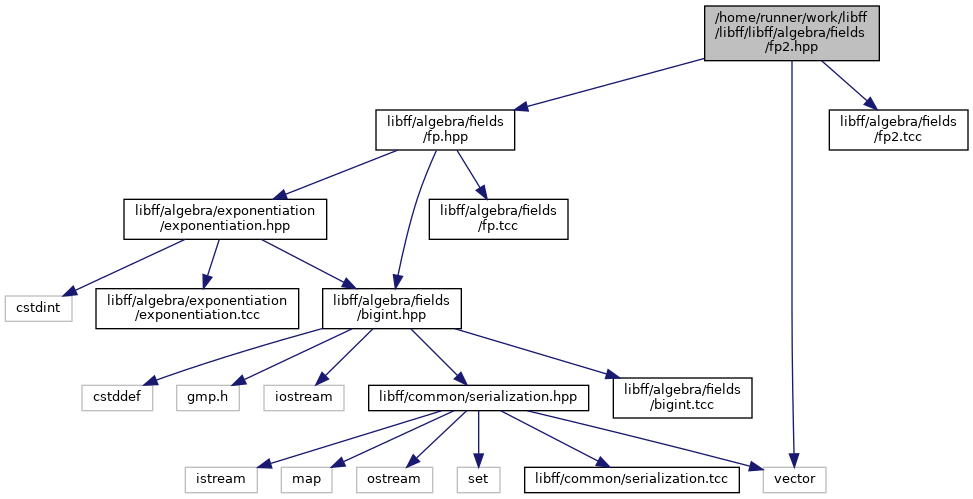 /home/runner/work/libff
/libff/libff/algebra/fields
/fp2.hpp
libff/algebra/fields
/fp.hpp
libff/algebra/fields
/fp2.tcc
libff/algebra/exponentiation
/exponentiation.hpp
libff/algebra/fields
/fp.tcc
cstdint
libff/algebra/exponentiation
/exponentiation.tcc
libff/algebra/fields
/bigint.hpp
cstddef
gmp.h
iostream
libff/common/serialization.hpp
libff/algebra/fields
/bigint.tcc
istream
map
ostream
set
libff/common/serialization.tcc
vector